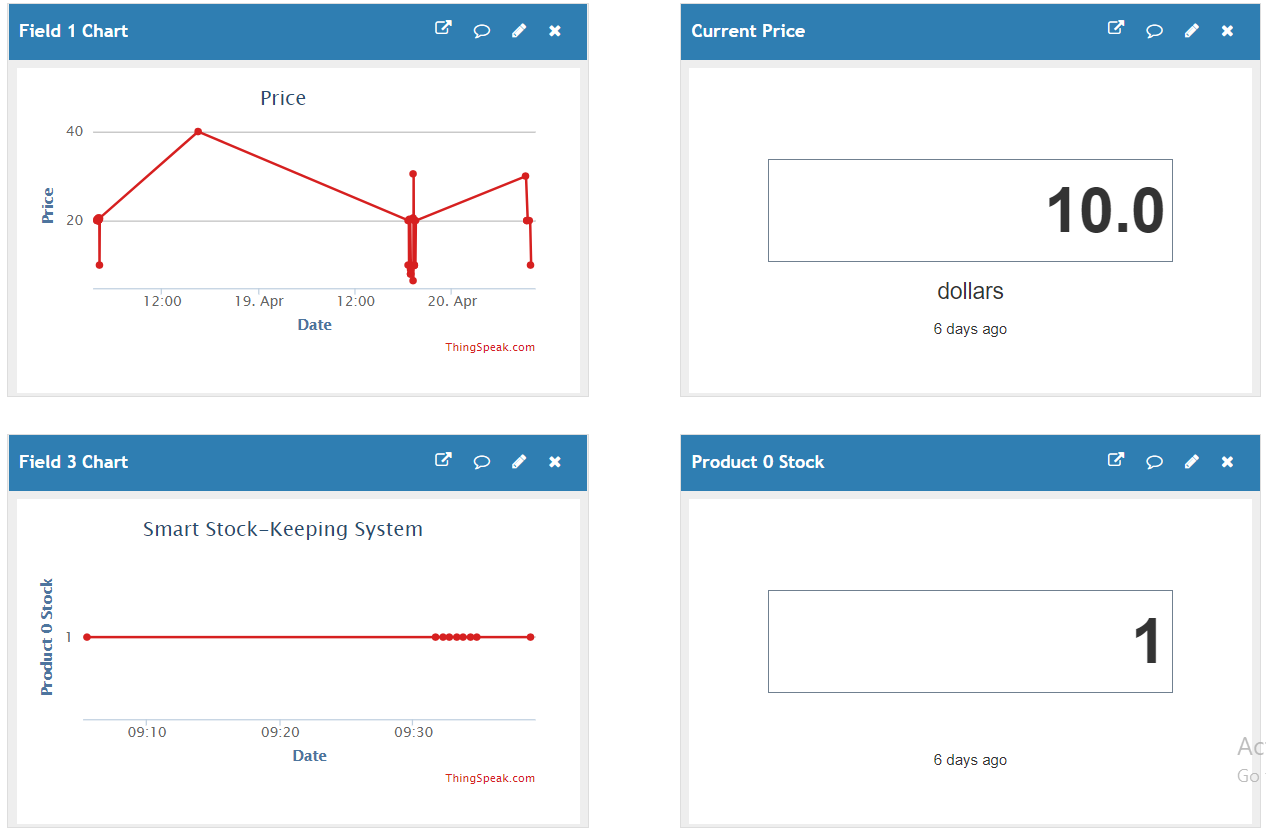 Field 1 Chart
Price
40
20
Price
12:00 19. Apr 12:00 20. Apr
Date
ThingSpeak.com
Current Price
10.0
dollars
6 days ago
Field 3 Chart
Smart Stock-Keeping System
Product 0 Stock
1
09:10 09:20 09:30
Date
ThingSpeak.com
Product 0 Stock
1
6 days ago
Go